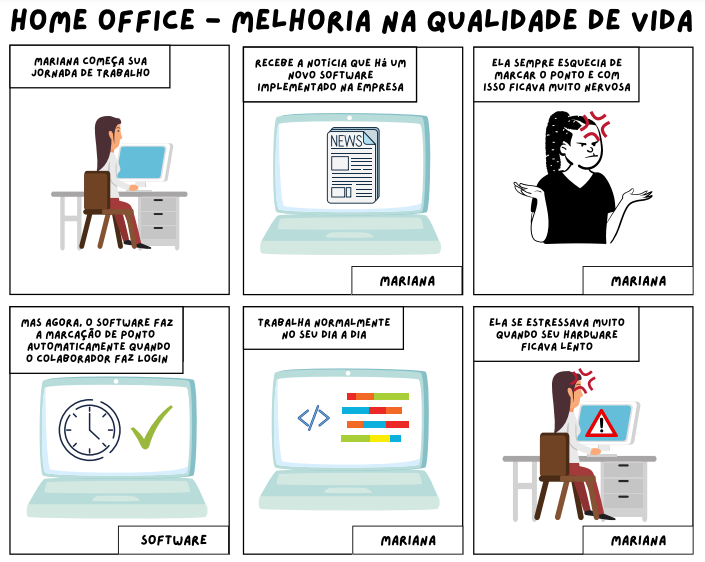 HOME OFFICE - MELHORIA NA QUALIDADE DE VIDA
MARIANA COMEÇA SUA
JORNADA DE TRABALHO
RECEBE A NOTÍCIA QUE Há UM
NOVO SOFTWARE
IMPLEMENTADO NA EMPRESA
NEWS
MARIANA
ELA SEMPRE ESQUECIA DE
MARCAR O PONTO E COM
ISSO FICAVA MUITO NERVOSA
MARIANA
MAS AGORA, O SOFTWARE FAZ
A MARCAÇÃO DE PONTO
AUTOMATICAMENTE QUANDO
O COLABORADOR FAZ LOGIN
SOFTWARE
TRABALHA NORMALMENTE
NO SEU DIA A DIA
</>
MARIANA
ELA SE ESTRESSAVA MUITO
QUANDO SEU HARDWARE
FICAVA LENTO
MARIANA